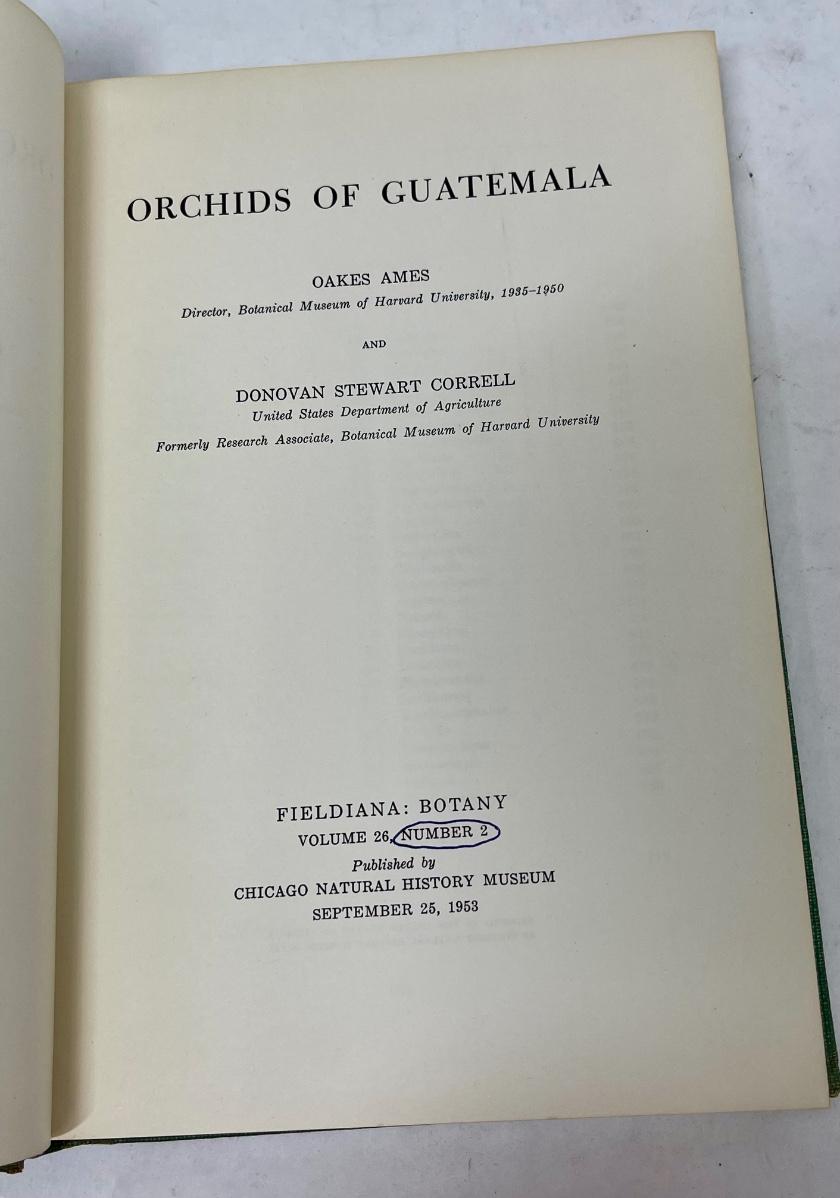 ORCHIDS OF GUATEMALA
OAKES AMES
Director, Botanical Museum of Harvard University, 1935–1950
AND
DONOVAN STEWART CORRELL
United States Department of Agriculture
Formerly Research Associate, Botanical Museum of Harvard University
FIELDIANA: BOTANY
VOLUME 26, NUMBER 2
Published by
CHICAGO NATURAL HISTORY MUSEUM
SEPTEMBER 25, 1953